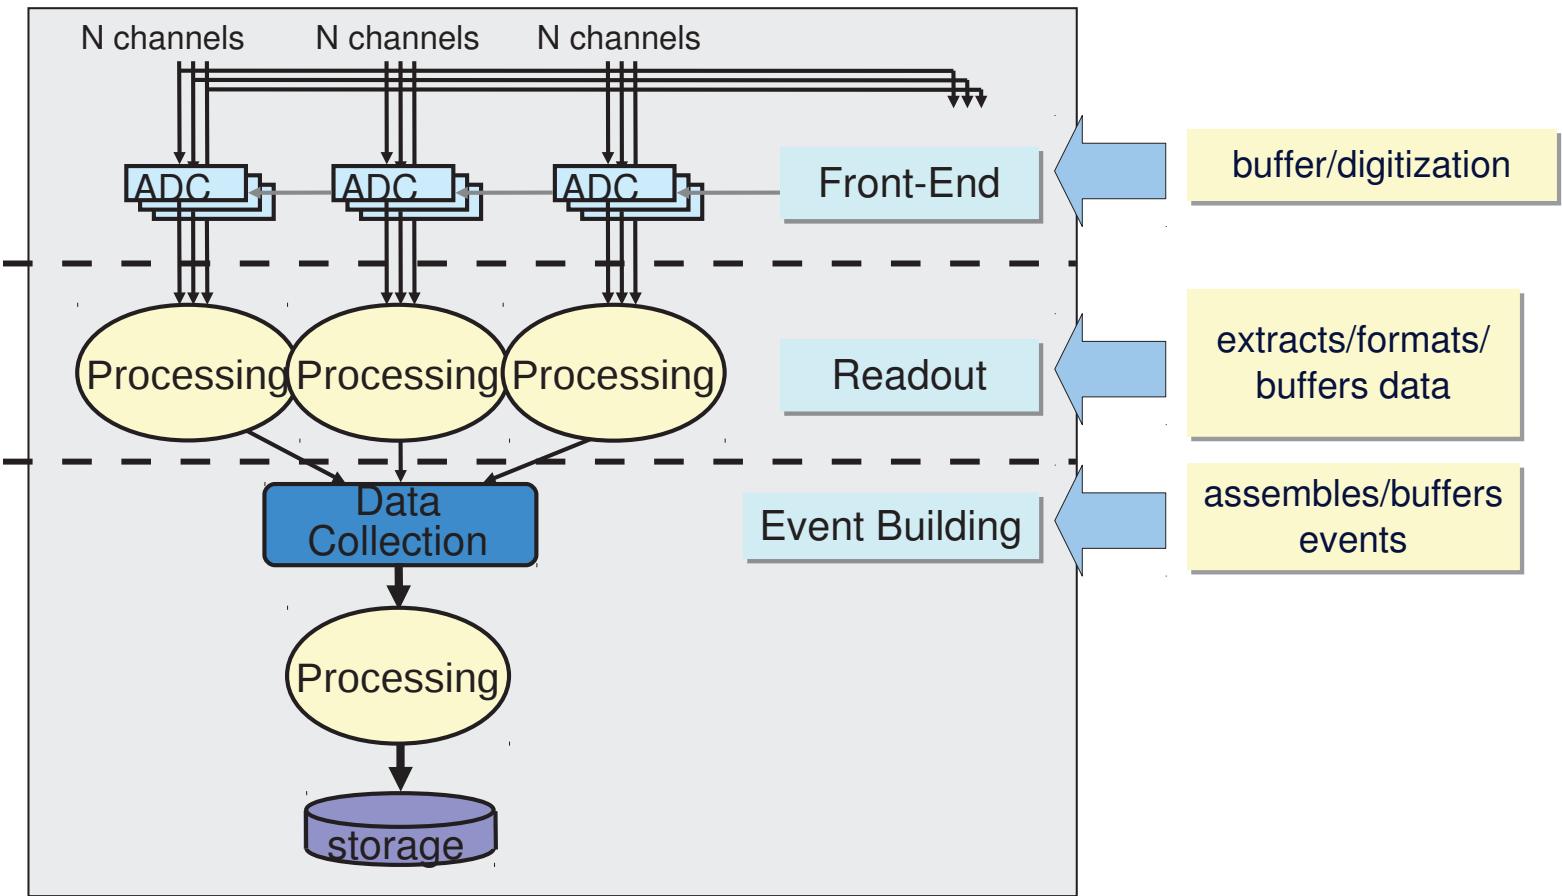 N channels
N channels
N channels
ADC
ADC
ADC
Front-End
buffer/digitization
Processing
Processing
Processing
Readout
extracts/formats/
buffers data
Data
Collection
Event Building
assembles/buffers
events
Processing
storage